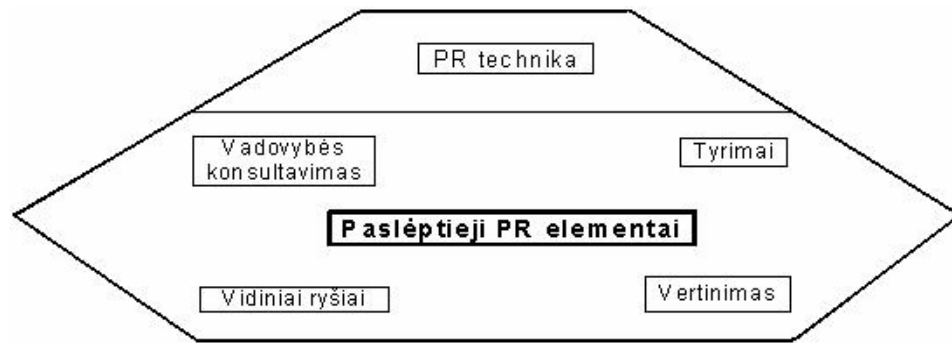 PR technika
Vadovybės
konsultavimas
Tyrimai
Paslėptieji PR elementai
Vidiniai ryšiai
Vertinimas